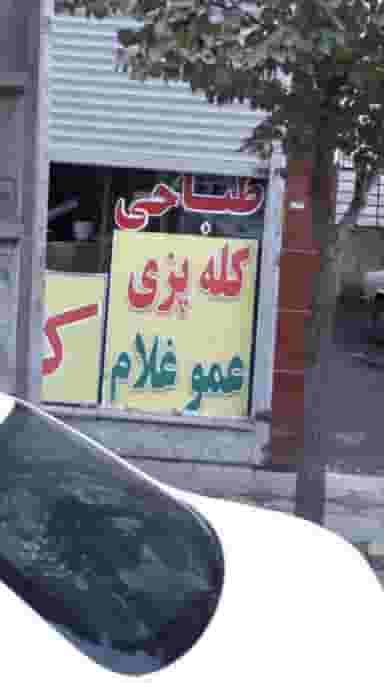 طباخی
کله پزی
عمو غلام
ک